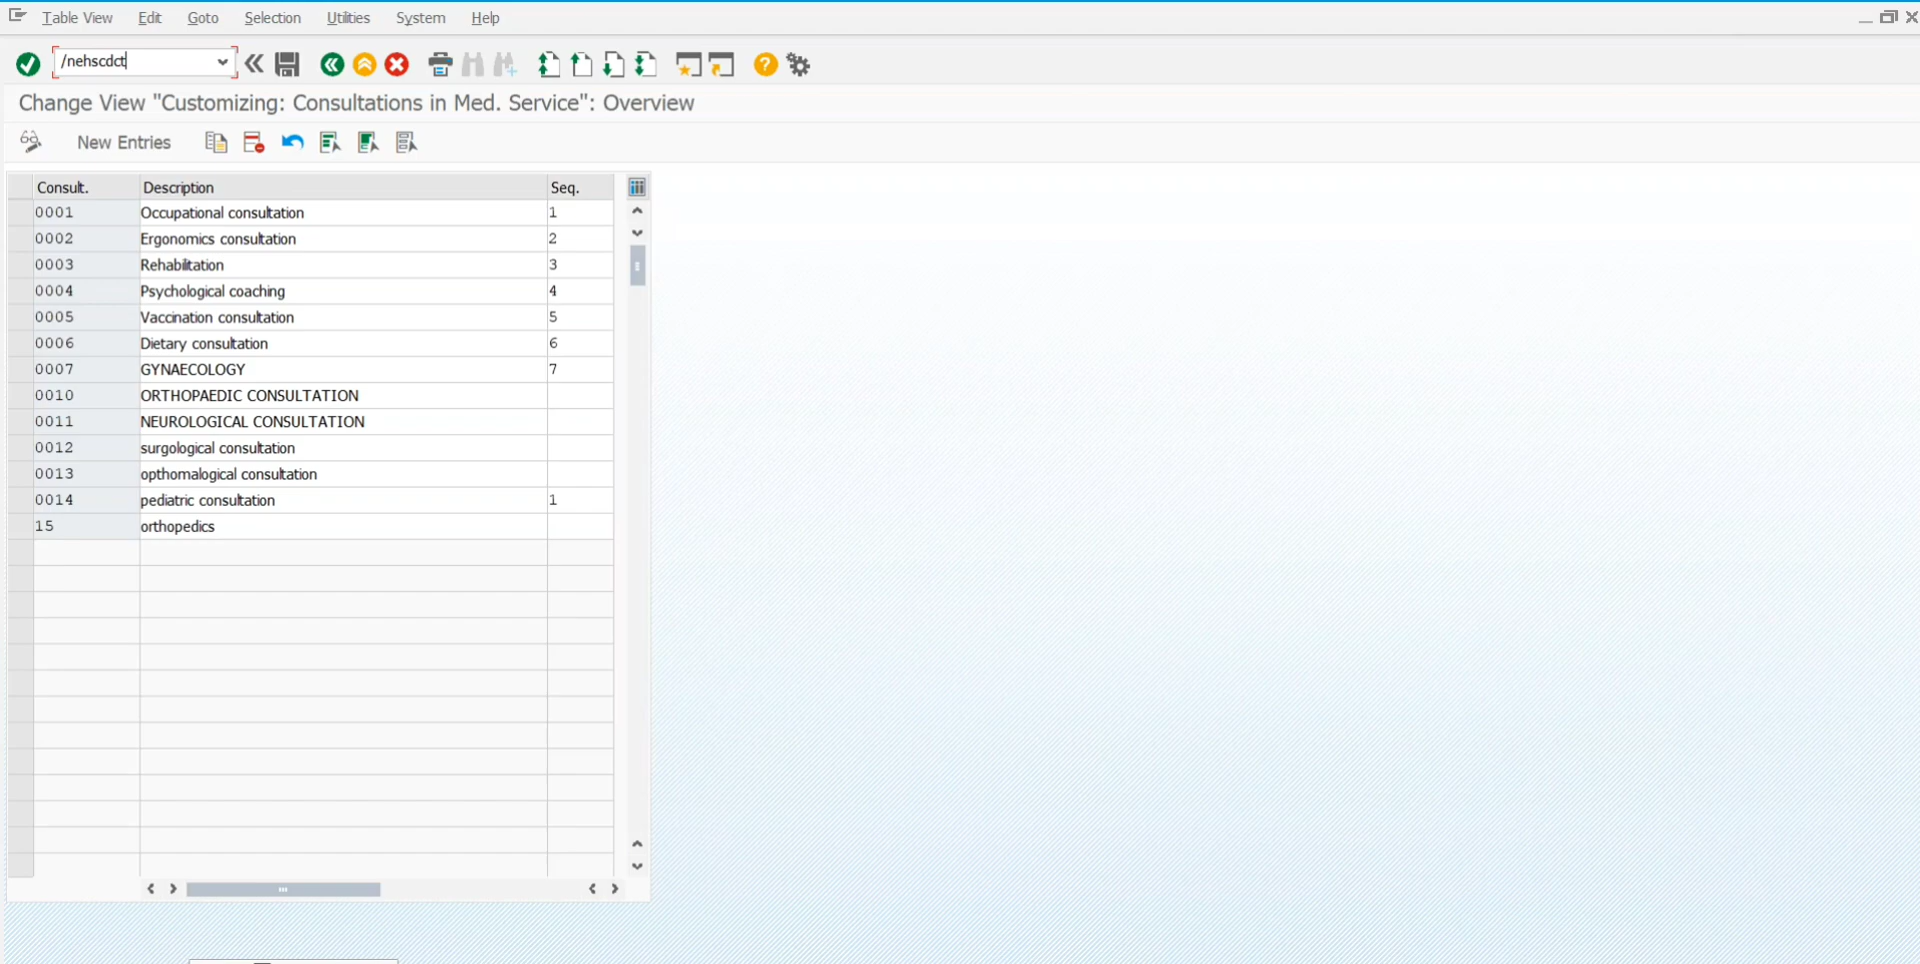 Table View Edit Goto Selection Utilities System Help
/nehscdct
Change View "Customizing: Consultations in Med. Service": Overview
New Entries
Consult. Description Seq.
0001 Occupational consultation 1
0002 Ergonomics consultation 2
0003 Rehabilitation 3
0004 Psychological coaching 4
0005 Vaccination consultation 5
0006 Dietary consultation 6
0007 GYNAECOLOGY 7
0010 ORTHOPAEDIC CONSULTATION
0011 NEUROLOGICAL CONSULTATION
0012 surgological consultation
0013 opthomalogical consultation
0014 pediatric consultation 1
15 orthopedics